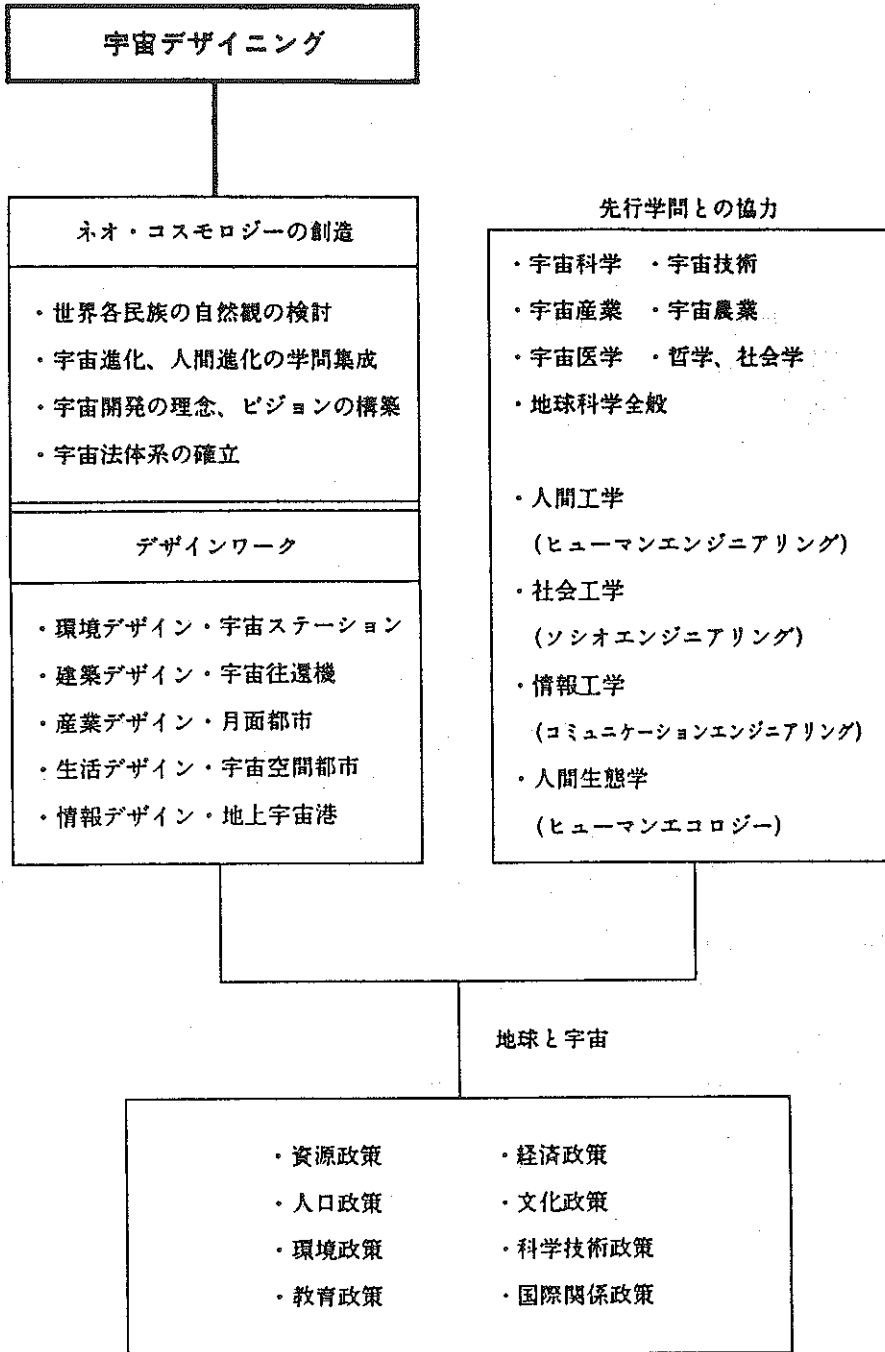 宇宙デザイニング
ネオ・コスモロジーの創造
・世界各民族の自然観の検討
・宇宙進化、人間進化の学問集成
・宇宙開発の理念、ビジョンの構築
・宇宙法体系の確立
デザインワーク
・環境デザイン・宇宙ステーション
・建築デザイン・宇宙往還機
・産業デザイン・月面都市
・生活デザイン・宇宙空間都市
・情報デザイン・地上宇宙港
先行学問との協力
・宇宙科学 ・宇宙技術
・宇宙産業 ・宇宙農業
・宇宙医学 ・哲学、社会学
・地球科学全般
・人間工学
(ヒューマンエンジニアリング)
・社会工学
(ソシオエンジニアリング)
・情報工学
(コミュニケーションエンジニアリング)
・人間生態学
(ヒューマンエコロジー)
地球と宇宙
・資源政策 ・経済政策
・人口政策 ・文化政策
・環境政策 ・科学技術政策
・教育政策 ・国際関係政策